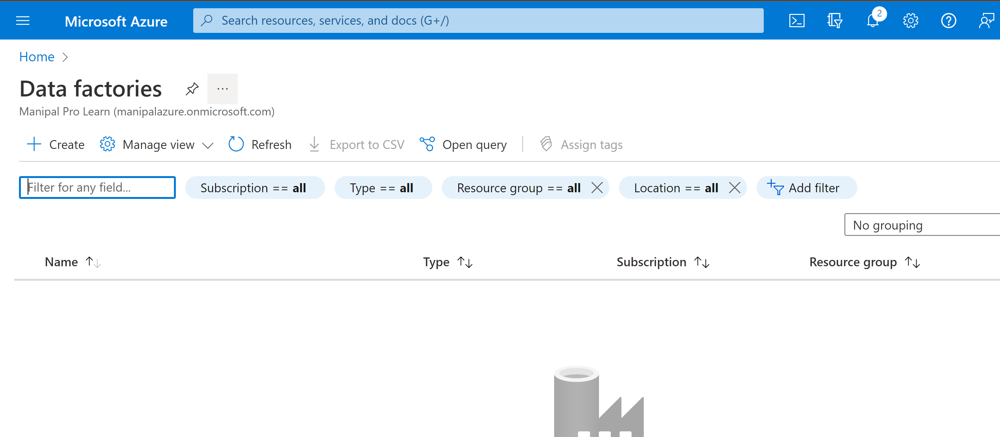 Microsoft Azure
Search resources, services, and docs (G+/)
2
Home
Data factories
...
Manipal Pro Learn (manipalazure.onmicrosoft.com)
Create
Manage view
Refresh
Export to CSV
Open query
Assign tags
Filter for any field...
Subscription == all
Type == all
Resource group == all
Location == all
Add filter
No grouping
Name
Type
Subscription
Resource group